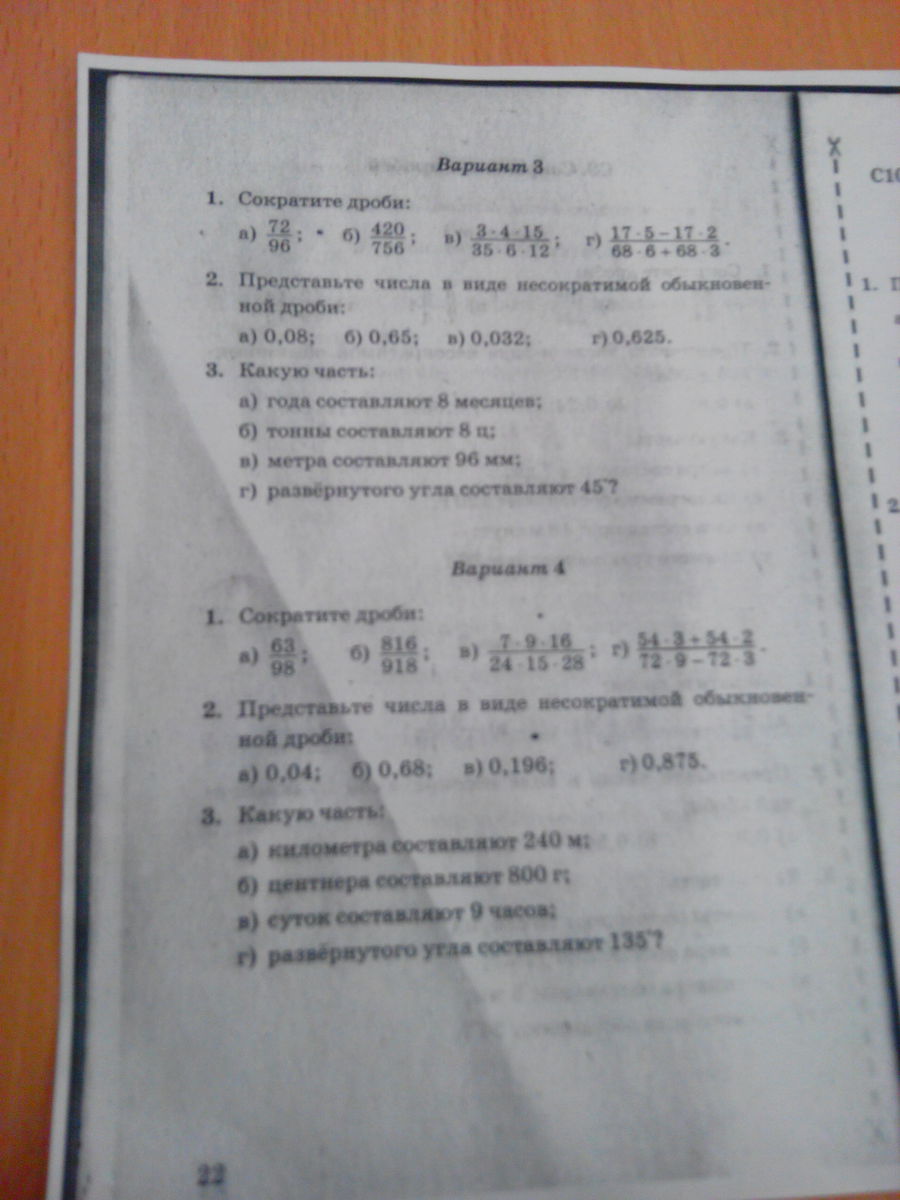 Вариант 3
1. Сократите дроби:
а) 72/96; б) 420/756; в) 3·4·15/35·6·12; г) 17·5−17·2/68·6+68·3.
2. Представьте числа в виде несократимой обыкновен-
ной дроби:
а) 0,08; б) 0,65; в) 0,032; г) 0,625.
3. Какую часть:
а) года составляют 8 месяцев;
б) тонны составляют 8 ц;
в) метра составляют 96 мм;
г) развёрнутого угла составляют 45°?
Вариант 4
1. Сократите дроби:
а) 63/98; б) 816/918; в) 7·9·16/24·15·28; г) 54·3+54·2/72·9−72·3.
2. Представьте числа в виде несократимой обыкновен-
ной дроби:
а) 0,04; б) 0,68; в) 0,196; г) 0,875.
3. Какую часть:
а) километра составляют 240 м;
б) центнера составляют 800 г;
в) суток составляют 9 часов;
г) развёрнутого угла составляют 135°?
22
С10
1.
2.